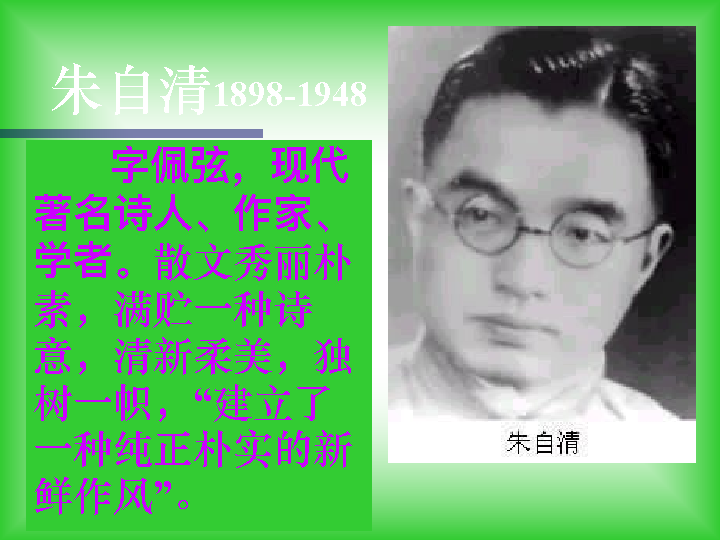 朱自清1898-1948
字佩弦，现代
著名诗人、作家、
学者。散文秀丽朴
素，满贮一种诗
意，清新柔美，独
树一帜，“建立了
一种纯正朴实的新
鲜作风”。
朱自清